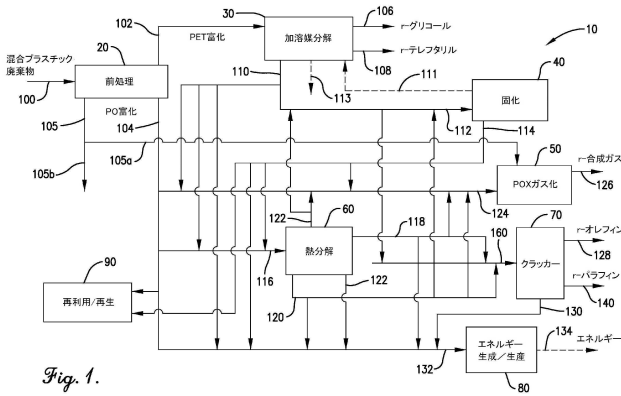 102
30
106
r-グリコール
10
PET富化
加溶媒分解
r-テレフタリル
混合プラスチック
廃棄物
20
110
108
100
前処理
113
111
40
固化
105
PO富化
104
112
114
105a
50
r-合成ガス
105b
POXガス化
126
122
124
60
118
70
熱分解
160
r-オレフィン
90
116
122
クラッカー
128
r-パラフィン
再利用/再生
120
140
130
エネルギー
生成/生産
134
エネルギー
132
80
Fig. 1.